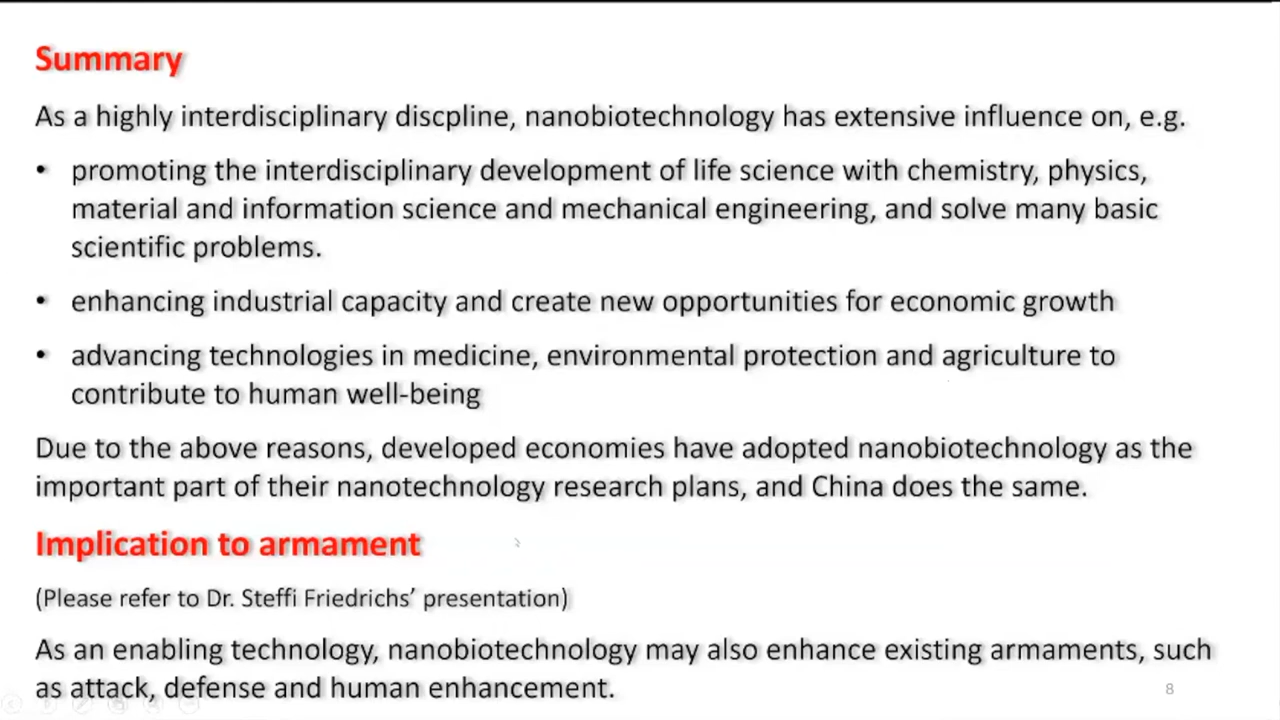 Summary
As a highly interdisciplinary discpline, nanobiotechnology has extensive influence on, e.g.
• promoting the interdisciplinary development of life science with chemistry, physics,
material and information science and mechanical engineering, and solve many basic
scientific problems.
• enhancing industrial capacity and create new opportunities for economic growth
• advancing technologies in medicine, environmental protection and agriculture to
contribute to human well-being
Due to the above reasons, developed economies have adopted nanobiotechnology as the
important part of their nanotechnology research plans, and China does the same.
Implication to armament
(Please refer to Dr. Steffi Friedrichs’ presentation)
As an enabling technology, nanobiotechnology may also enhance existing armaments, such
as attack, defense and human enhancement.
8